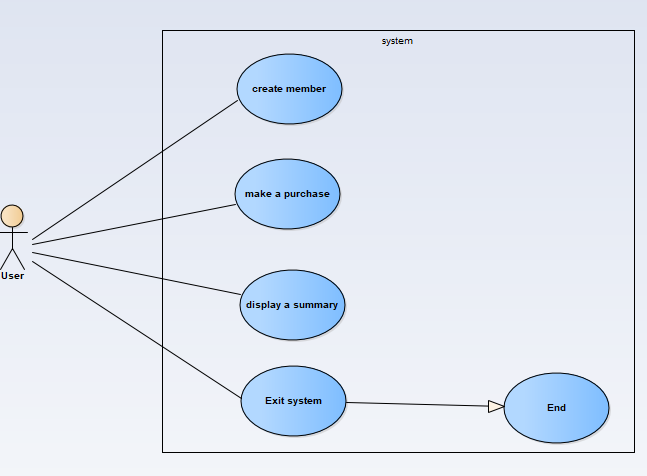 system
create member
make a purchase
User
display a summary
Exit system
End